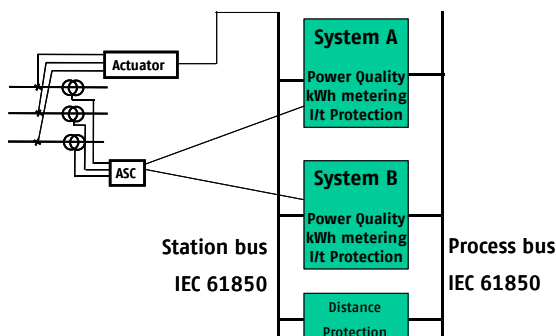 Actuator
ASC
System A
Power Quality
kWh metering
I/t Protection
System B
Power Quality
kWh metering
I/t Protection
Station bus
IEC 61850
Process bus
IEC 61850
Distance
Protection